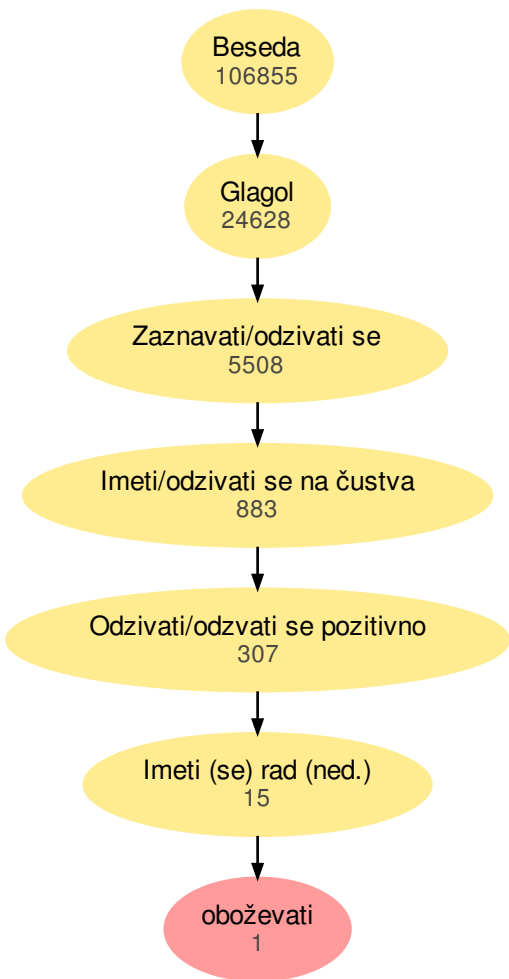 Beseda
106855
Glagol
24628
Zaznavati/odzivati se
5508
Imeti/odzivati se na čustva
883
Odzivati/odzvati se pozitivno
307
Imeti (se) rad (ned.)
15
oboževati
1